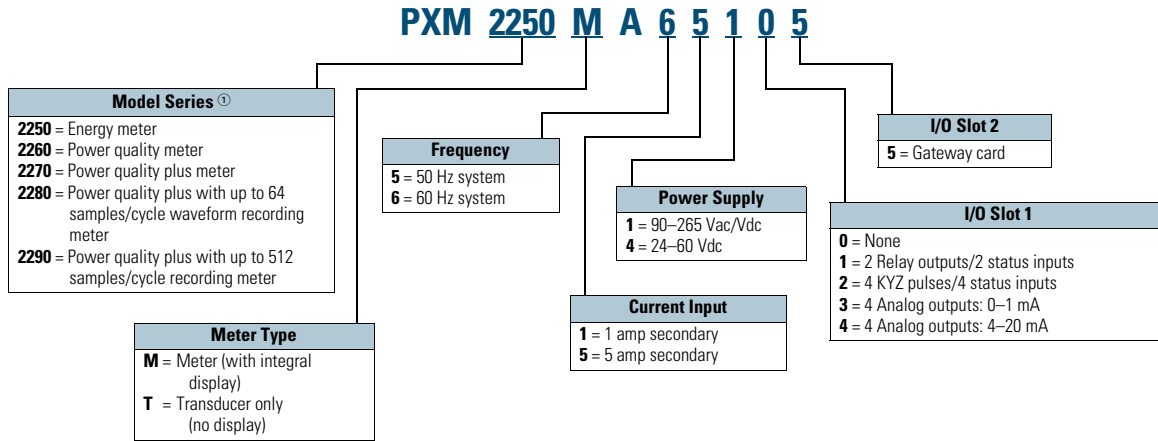 PXM 2250 M A 6 5 1 0 5
Model Series ①
2250 = Energy meter
2260 = Power quality meter
2270 = Power quality plus meter
2280 = Power quality plus with up to 64
samples/cycle waveform recording
meter
2290 = Power quality plus with up to 512
samples/cycle recording meter
Meter Type
M = Meter (with integral
display)
T = Transducer only
(no display)
Frequency
5 = 50 Hz system
6 = 60 Hz system
Current Input
1 = 1 amp secondary
5 = 5 amp secondary
Power Supply
1 = 90–265 Vac/Vdc
4 = 24–60 Vdc
I/O Slot 1
0 = None
1 = 2 Relay outputs/2 status inputs
2 = 4 KYZ pulses/4 status inputs
3 = 4 Analog outputs: 0–1 mA
4 = 4 Analog outputs: 4–20 mA
I/O Slot 2
5 = Gateway card